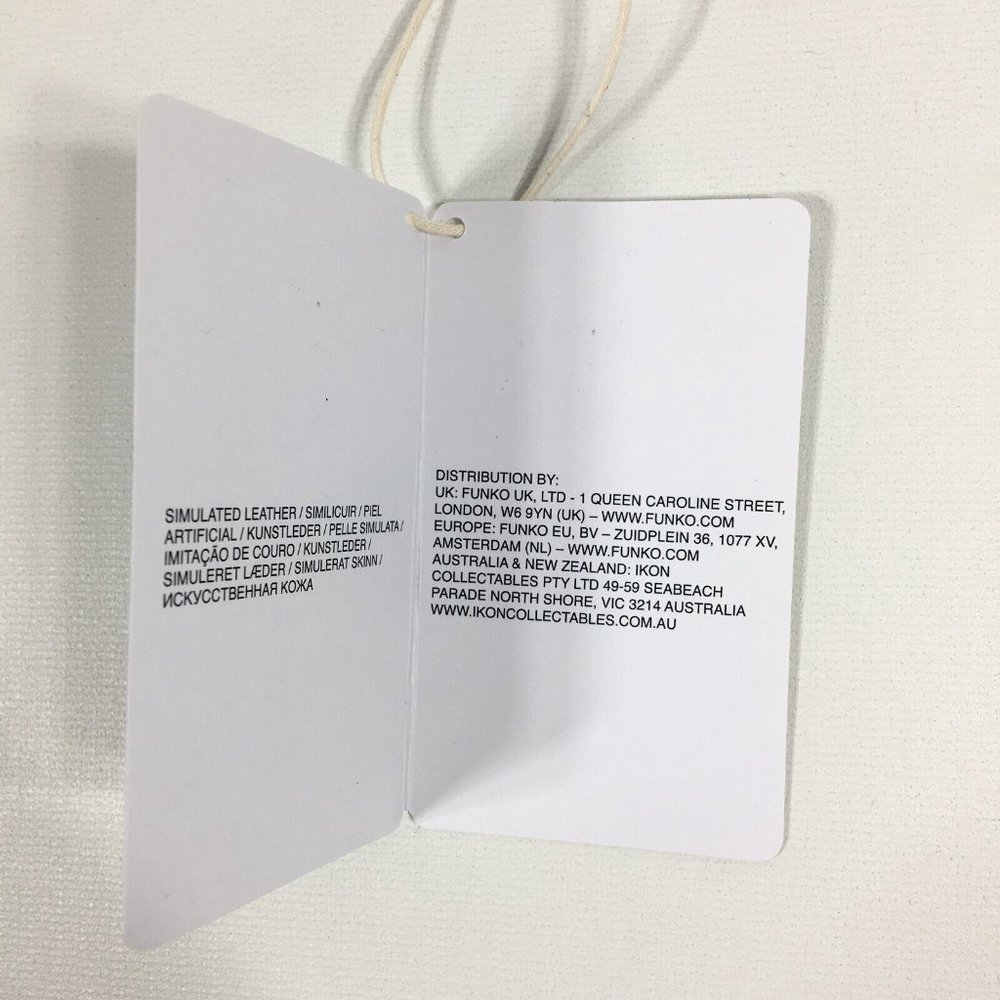 SIMULATED LEATHER / SIMILICUIR / PIEL
ARTIFICIAL / KUNSTLEDER / PELLE SIMULATA /
IMITAÇÃO DE COURO / KUNSTLEDER /
SIMULERET LÆDER / SIMULERAT SKINN /
ИСКУССТВЕННАЯ КОЖА
DISTRIBUTION BY:
UK: FUNKO UK, LTD - 1 QUEEN CAROLINE STREET,
LONDON, W6 9YN (UK) – WWW.FUNKO.COM
EUROPE: FUNKO EU, BV – ZUIDPLEIN 36, 1077 XV,
AMSTERDAM (NL) – WWW.FUNKO.COM
AUSTRALIA & NEW ZEALAND: IKON
COLLECTABLES PTY LTD 49-59 SEABEACH
PARADE NORTH SHORE, VIC 3214 AUSTRALIA
WWW.IKONCOLLECTABLES.COM.AU